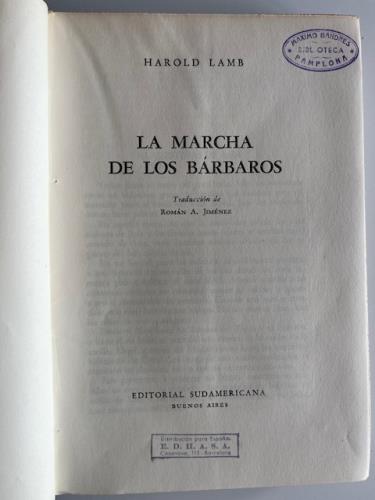 HAROLD LAMB
MAXIMO BANDRES
BIBLIOTECA
PAMPLONA
LA MARCHA
DE LOS BÁRBAROS
Traducción de
ROMÁN A. JIMÉNEZ
EDITORIAL SUDAMERICANA
BUENOS AIRES
Distribución para España:
E. D. H. A. S. A.
Barcelona